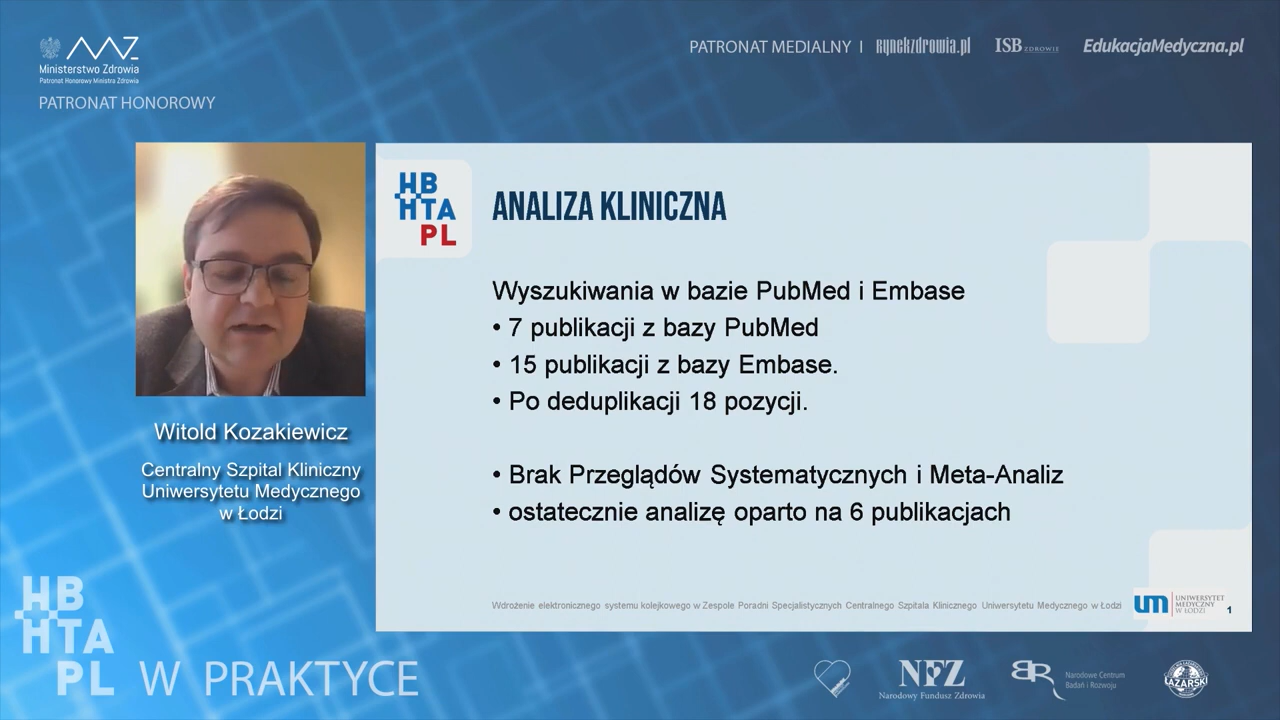 Ministerstwo Zdrowia
Patronat Honorowy Ministra Zdrowia
PATRONAT HONOROWY
PATRONAT MEDIALNY I rynekzdrowia.pl ISB ZDROWIE EdukacjaMedyczna.pl
HB
HTA
PL
ANALIZA KLINICZNA
Wyszukiwania w bazie PubMed i Embase
• 7 publikacji z bazy PubMed
• 15 publikacji z bazy Embase.
• Po deduplikacji 18 pozycji.
• Brak Przeglądów Systematycznych i Meta-Analiz
• ostatecznie analizę oparto na 6 publikacjach
Wdrożenie elektronicznego systemu kolejkowego w Zespole Poradni Specjalistycznych Centralnego Szpitala Klinicznego Uniwersytetu Medycznego w Łodzi
UNIWERSYTET
MEDYCZNY
W ŁODZI
1
Witold Kozakiewicz
Centralny Szpital Kliniczny
Uniwersytetu Medycznego
w Łodzi
HB
HTA
PL W PRAKTYCE
NFZ
Narodowy Fundusz Zdrowia
Narodowe Centrum
Badań i Rozwoju
ŁAZARSKI